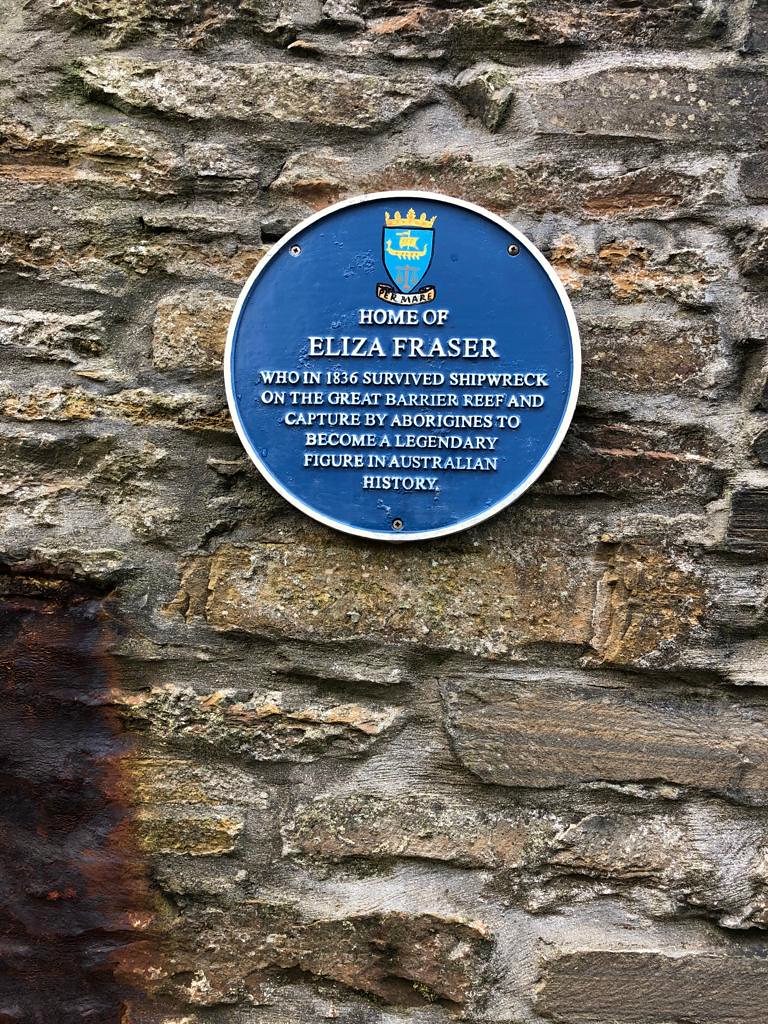 PER MARE
HOME OF
ELIZA FRASER
WHO IN 1836 SURVIVED SHIPWRECK
ON THE GREAT BARRIER REEF AND
CAPTURE BY ABORIGINES TO
BECOME A LEGENDARY
FIGURE IN AUSTRALIAN
HISTORY.